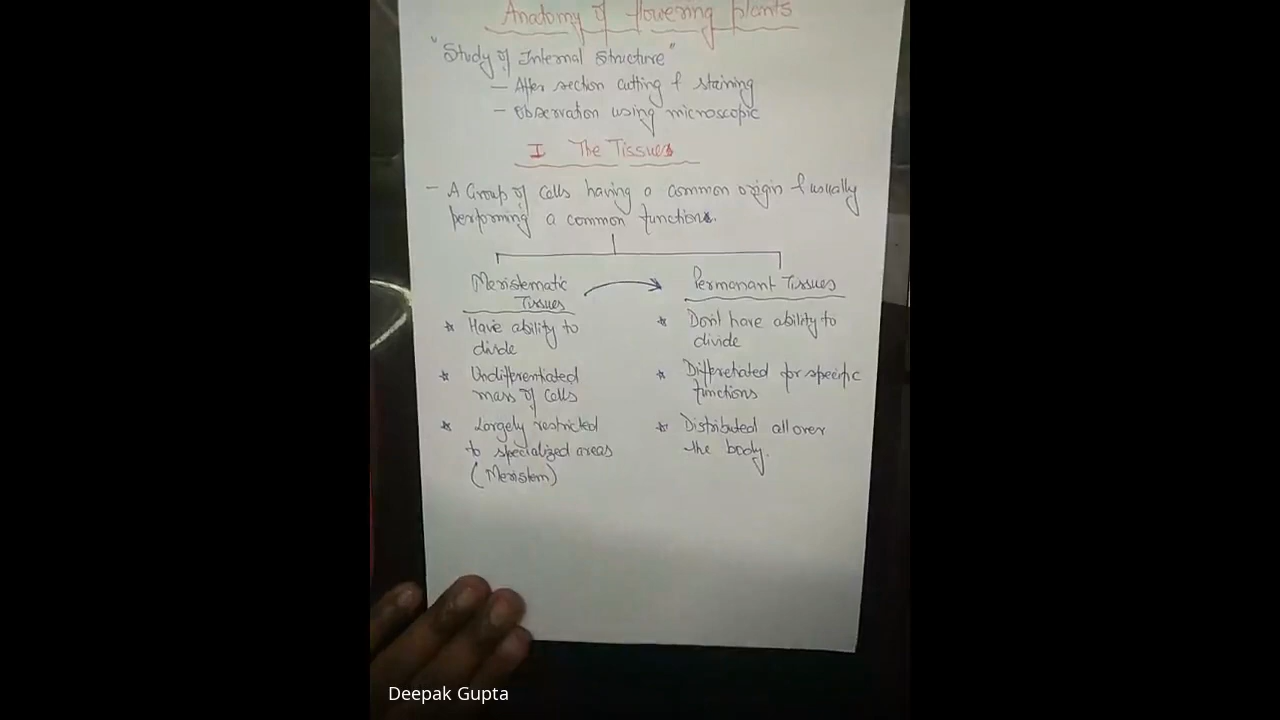 Anatomy of flowering plants
"Study of Internal Structure"
- After section cutting & staining
- Observation using microscopic
I The Tissues
- A Group of Cells having a common origin & usually
performing a common function.
Meristematic
Tissues
* Have ability to
divide
* Undifferentiated
mass of cells
* Largely restricted
to specialized areas
(Meristem)
Permanant Tissues
* Don't have ability to
divide
* Differetiated for specific
functions
* Distributed all over
the body.
Deepak Gupta